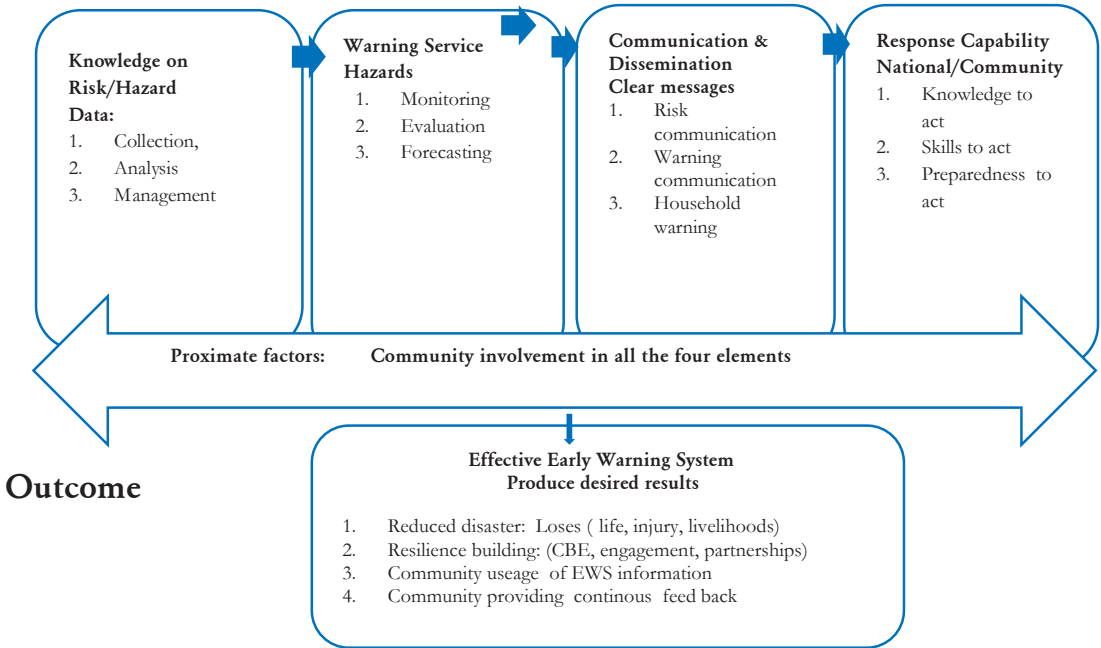 Knowledge on
Risk/Hazard
Data:
1. Collection,
2. Analysis
3. Management
Warning Service
Hazards
1. Monitoring
2. Evaluation
3. Forecasting
Communication &
Dissemination
Clear messages
1. Risk
communication
2. Warning
communication
3. Household
warning
Response Capability
National/Community
1. Knowledge to
act
2. Skills to act
3. Preparedness to
act
Proximate factors: Community involvement in all the four elements
Outcome
Effective Early Warning System
Produce desired results
1. Reduced disaster: Loses ( life, injury, livelihoods)
2. Resilience building: (CBE, engagement, partnerships)
3. Community useage of EWS information
4. Community providing continous feed back